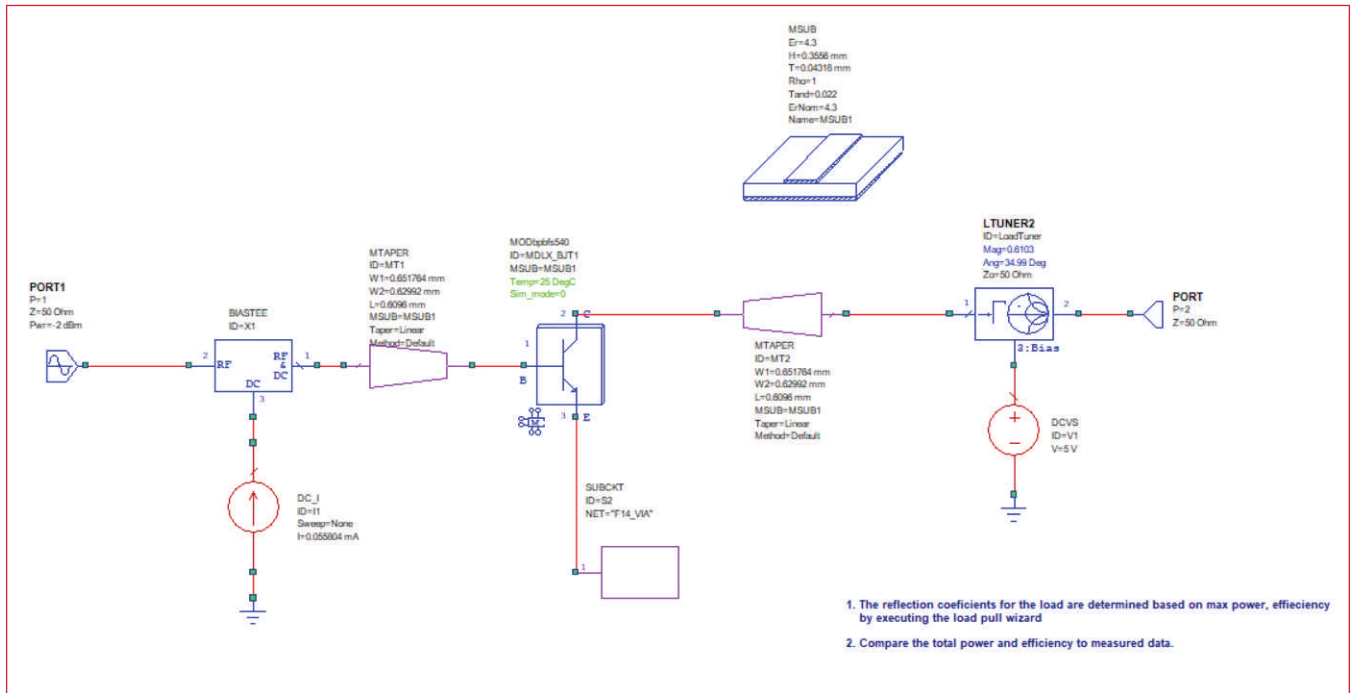 MSUB
Er=4.3
H=0.3556 mm
T=0.04318 mm
Rho=1
Tand=0.022
ErNom=4.3
Name=MSUB1
PORT1
P=1
Z=50 Ohm
Pwr=-2 dBm
BIASTEE
ID=X1
2
RF
RF
&
DC
1
DC
3
MTAPER
ID=MT1
W1=0.651764 mm
W2=0.62992 mm
L=0.6096 mm
MSUB=MSUB1
Taper=Linear
Method=Default
MODbpbfs540
ID=MDLX_BJT1
MSUB=MSUB1
Temp=25 DegC
Sim_mode=0
2
C
1
B
3
E
M
MTAPER
ID=MT2
W1=0.651764 mm
W2=0.62992 mm
L=0.6096 mm
MSUB=MSUB1
Taper=Linear
Method=Default
LTUNER2
ID=LoadTuner
Mag=0.6103
Ang=34.99 Deg
Zo=50 Ohm
1
2
3:Bias
PORT
P=2
Z=50 Ohm
DCVS
ID=V1
V=5 V
DC_I
ID=I1
Sweep=None
I=0.055804 mA
SUBCKT
ID=S2
NET="F14_VIA"
1
1. The reflection coeficients for the load are determined based on max power, effieciency
by executing the load pull wizard
2. Compare the total power and efficiency to measured data.